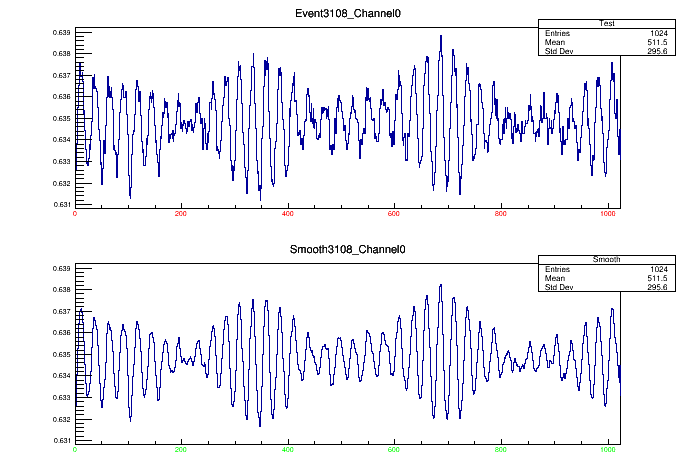 Event3108_Channel0
Test
Entries 1024
Mean 511.5
Std Dev 295.6
0.639
0.638
0.637
0.636
0.635
0.634
0.633
0.632
0.631
0 200 400 600 800 1000
Smooth3108_Channel0
Smooth
Entries 1024
Mean 511.5
Std Dev 295.6
0.639
0.638
0.637
0.636
0.635
0.634
0.633
0.632
0.631
0 200 400 600 800 1000